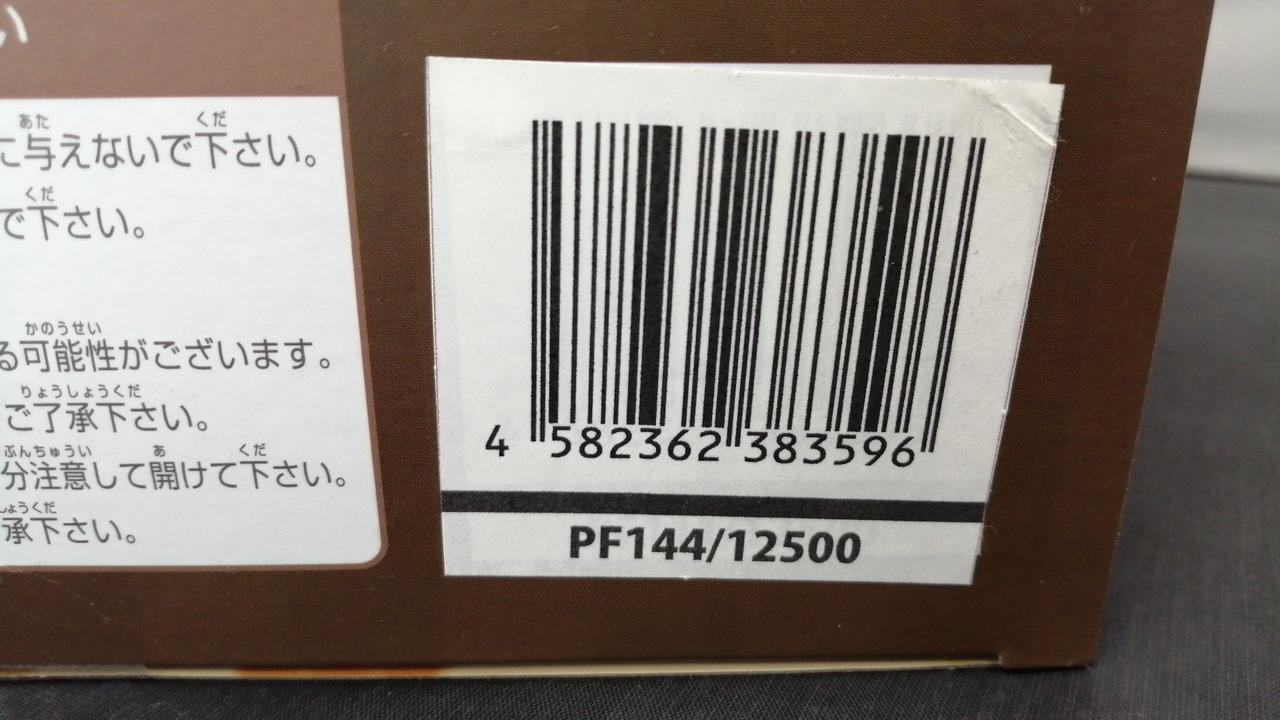 い
に与えないで下さい。
で下さい。
る可能性がございます。
ご了承下さい。
分注意して開けて下さい。
承下さい。
4 582362 383596
PF144/12500